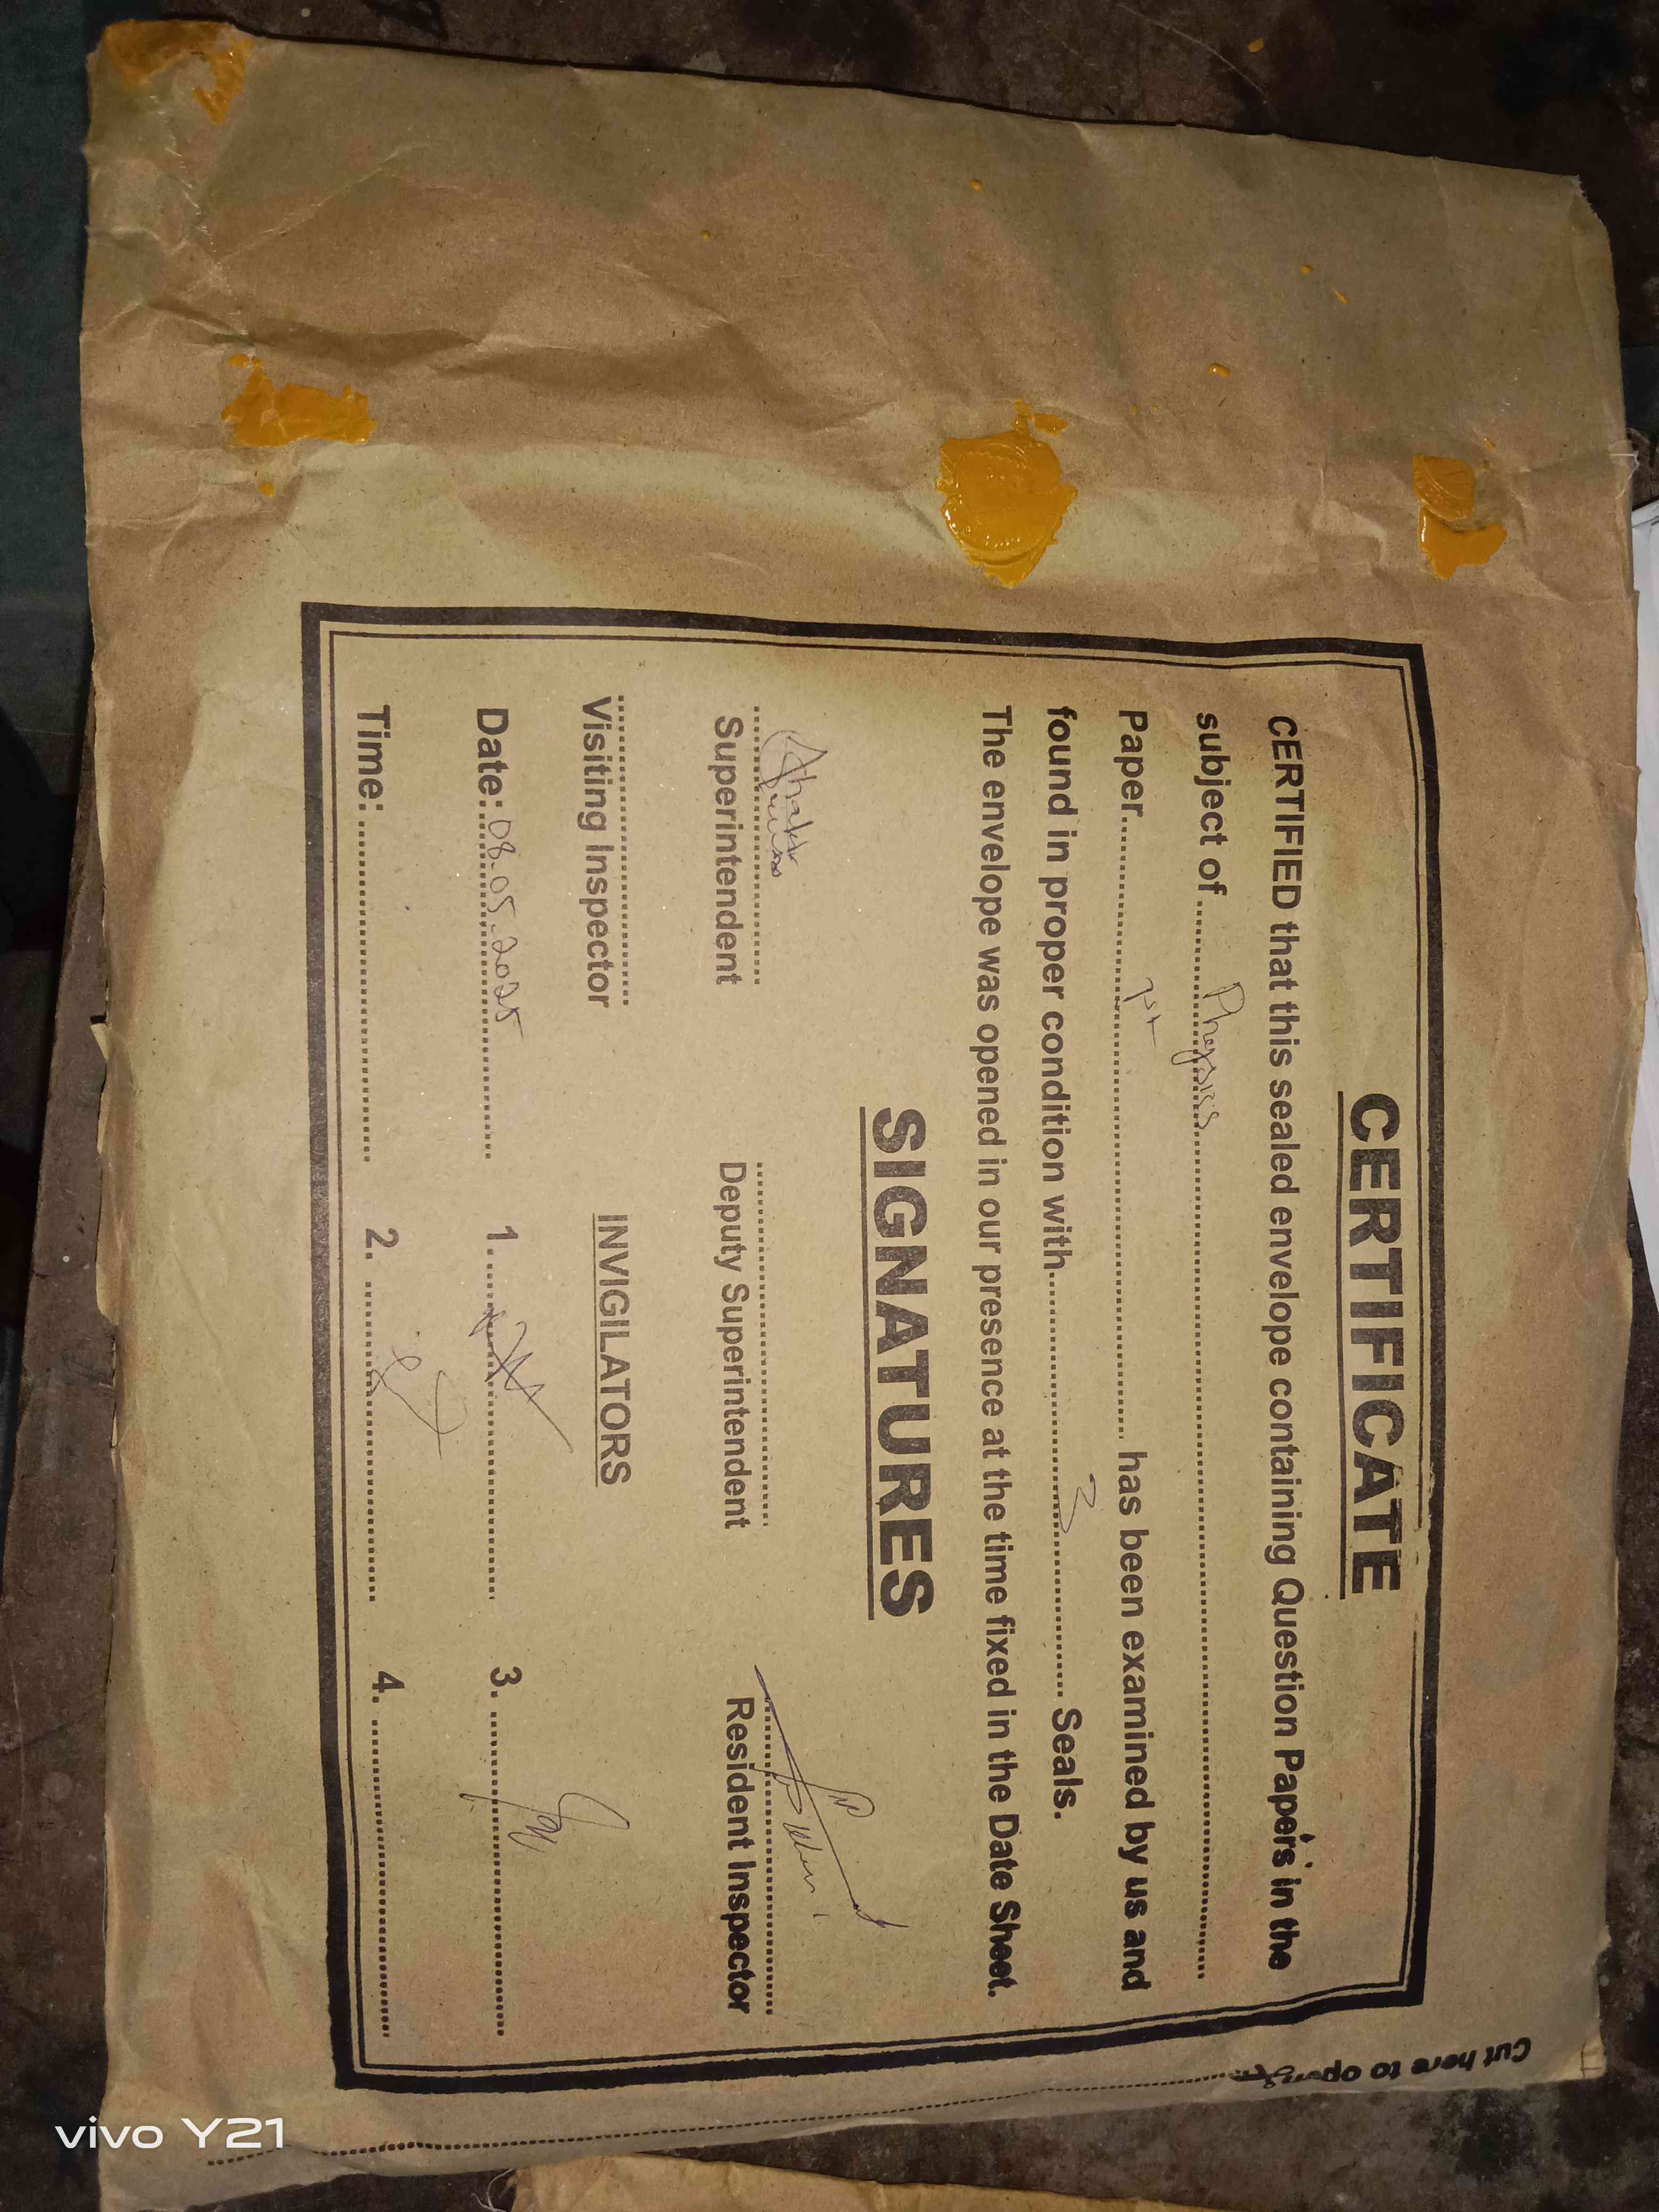 CERTIFICATE
CERTIFIED that this sealed envelope containing Question Papers in the
subject of ........ Physics ........
Paper ........ 1st ........ has been examined by us and
found in proper condition with ........ 3 ........ Seals.
The envelope was opened in our presence at the time fixed in the Date Sheet.
SIGNATURES
Superintendent Deputy Superintendent Resident Inspector
Visiting Inspector INVIGILATORS
Date: 08.05.2025 1. ........ 3. ........
Time: ........ 2. ........ 4. ........
Cut here to open
vivo Y21